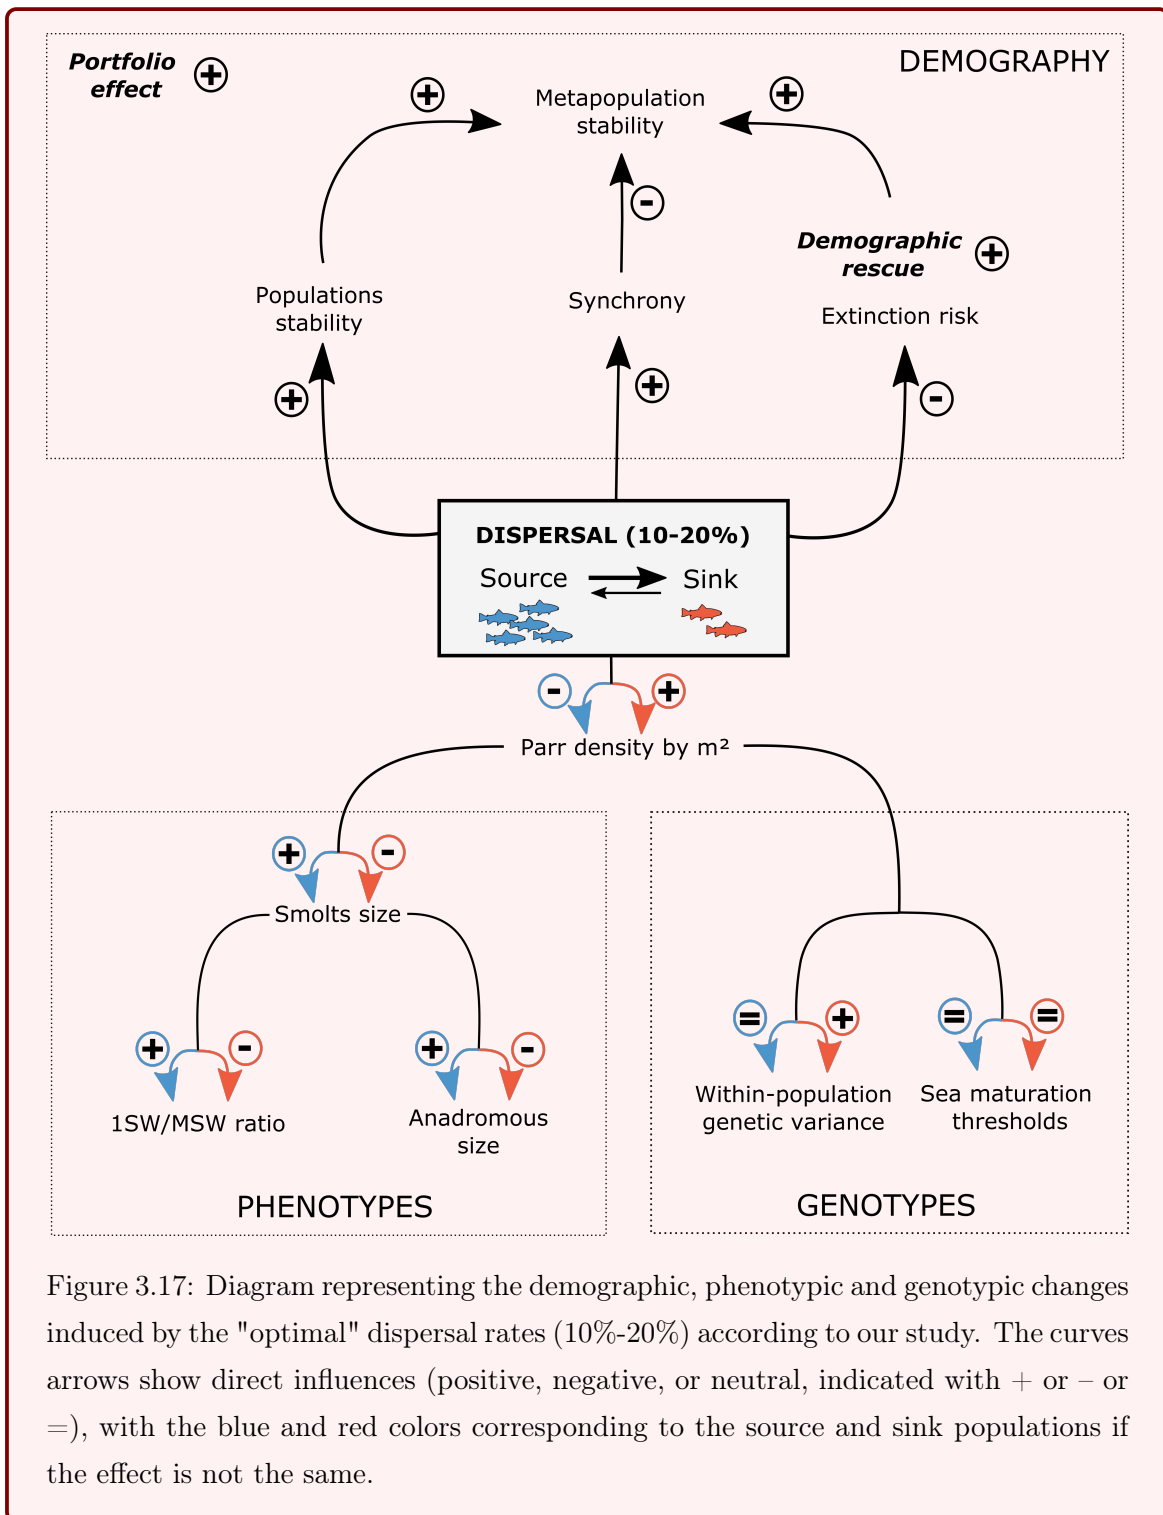 Portfolio
effect +
DEMOGRAPHY
+
Metapopulation
stability
+
-
Demographic
rescue +
Populations
stability
Synchrony
Extinction risk
+
+
-
DISPERSAL (10-20%)
Source Sink
- +
Parr density by m²
+ -
Smolts size
+ -
+ -
= +
= =
1SW/MSW ratio
Anadromous
size
Within-population
genetic variance
Sea maturation
thresholds
PHENOTYPES
GENOTYPES
Figure 3.17: Diagram representing the demographic, phenotypic and genotypic changes
induced by the "optimal" dispersal rates (10%-20%) according to our study. The curves
arrows show direct influences (positive, negative, or neutral, indicated with + or – or
=), with the blue and red colors corresponding to the source and sink populations if
the effect is not the same.